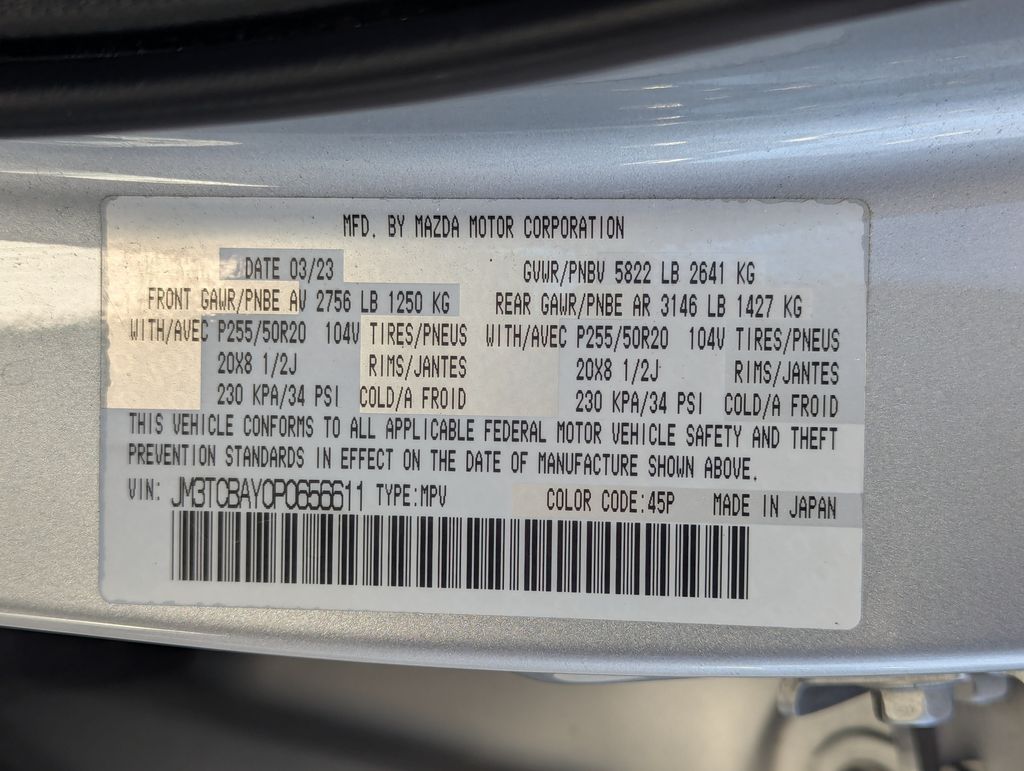 MFD. BY MAZDA MOTOR CORPORATION
DATE 03/23 GVWR/PNBV 5822 LB 2641 KG
FRONT GAWR/PNBE AV 2756 LB 1250 KG REAR GAWR/PNBE AR 3146 LB 1427 KG
WITH/AVEC P255/50R20 104V TIRES/PNEUS WITH/AVEC P255/50R20 104V TIRES/PNEUS
20X8 1/2J RIMS/JANTES 20X8 1/2J RIMS/JANTES
230 KPA/34 PSI COLD/A FROID 230 KPA/34 PSI COLD/A FROID
THIS VEHICLE CONFORMS TO ALL APPLICABLE FEDERAL MOTOR VEHICLE SAFETY AND THEFT
PREVENTION STANDARDS IN EFFECT ON THE DATE OF MANUFACTURE SHOWN ABOVE.
VIN: JM3TCBAY0P0656611 TYPE:MPV COLOR CODE:45P MADE IN JAPAN